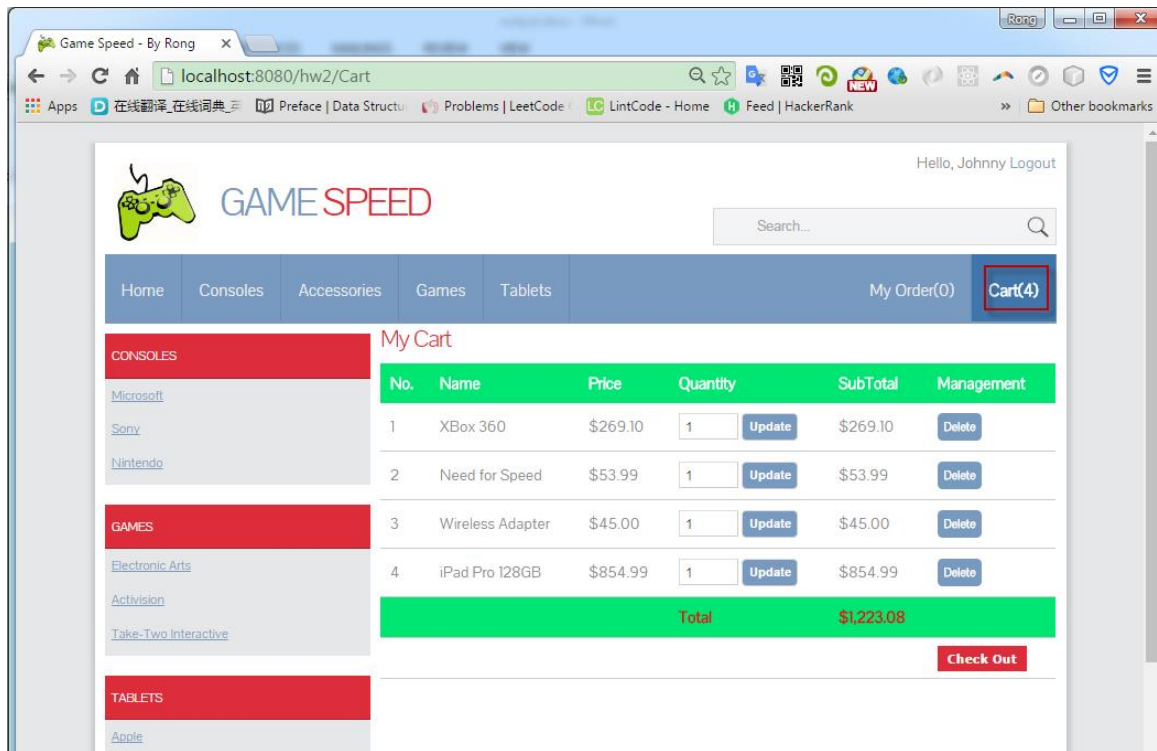 Rong
Game Speed - By Rong
localhost:8080/hw2/Cart
NEW
Apps
在线翻译_在线词典_
Preface | Data Structu
Problems | LeetCode
LintCode - Home
Feed | HackerRank
»
Other bookmarks
Hello, Johnny Logout
GAME SPEED
Search...
Home Consoles Accessories Games Tablets My Order(0) Cart(4)
CONSOLES
Microsoft
Sony
Nintendo
GAMES
Electronic Arts
Activision
Take-Two Interactive
TABLETS
Apple
My Cart
No. Name Price Quantity SubTotal Management
1 XBox 360 $269.10 1 Update $269.10 Delete
2 Need for Speed $53.99 1 Update $53.99 Delete
3 Wireless Adapter $45.00 1 Update $45.00 Delete
4 iPad Pro 128GB $854.99 1 Update $854.99 Delete
Total $1,223.08
Check Out